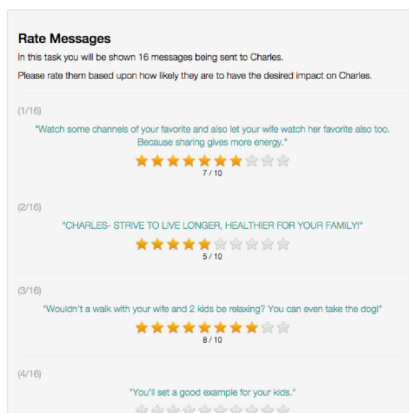 Rate Messages
In this task you will be shown 16 messages being sent to Charles.
Please rate them based upon how likely they are to have the desired impact on Charles.
(1/16)
"Watch some channels of your favorite and also let your wife watch her favorite also too.
Because sharing gives more energy."
7 / 10
(2/16)
"CHARLES- STRIVE TO LIVE LONGER, HEALTHIER FOR YOUR FAMILY!"
5 / 10
(3/16)
"Wouldn't a walk with your wife and 2 kids be relaxing? You can even take the dog!"
8 / 10
(4/16)
"You'll set a good example for your kids."